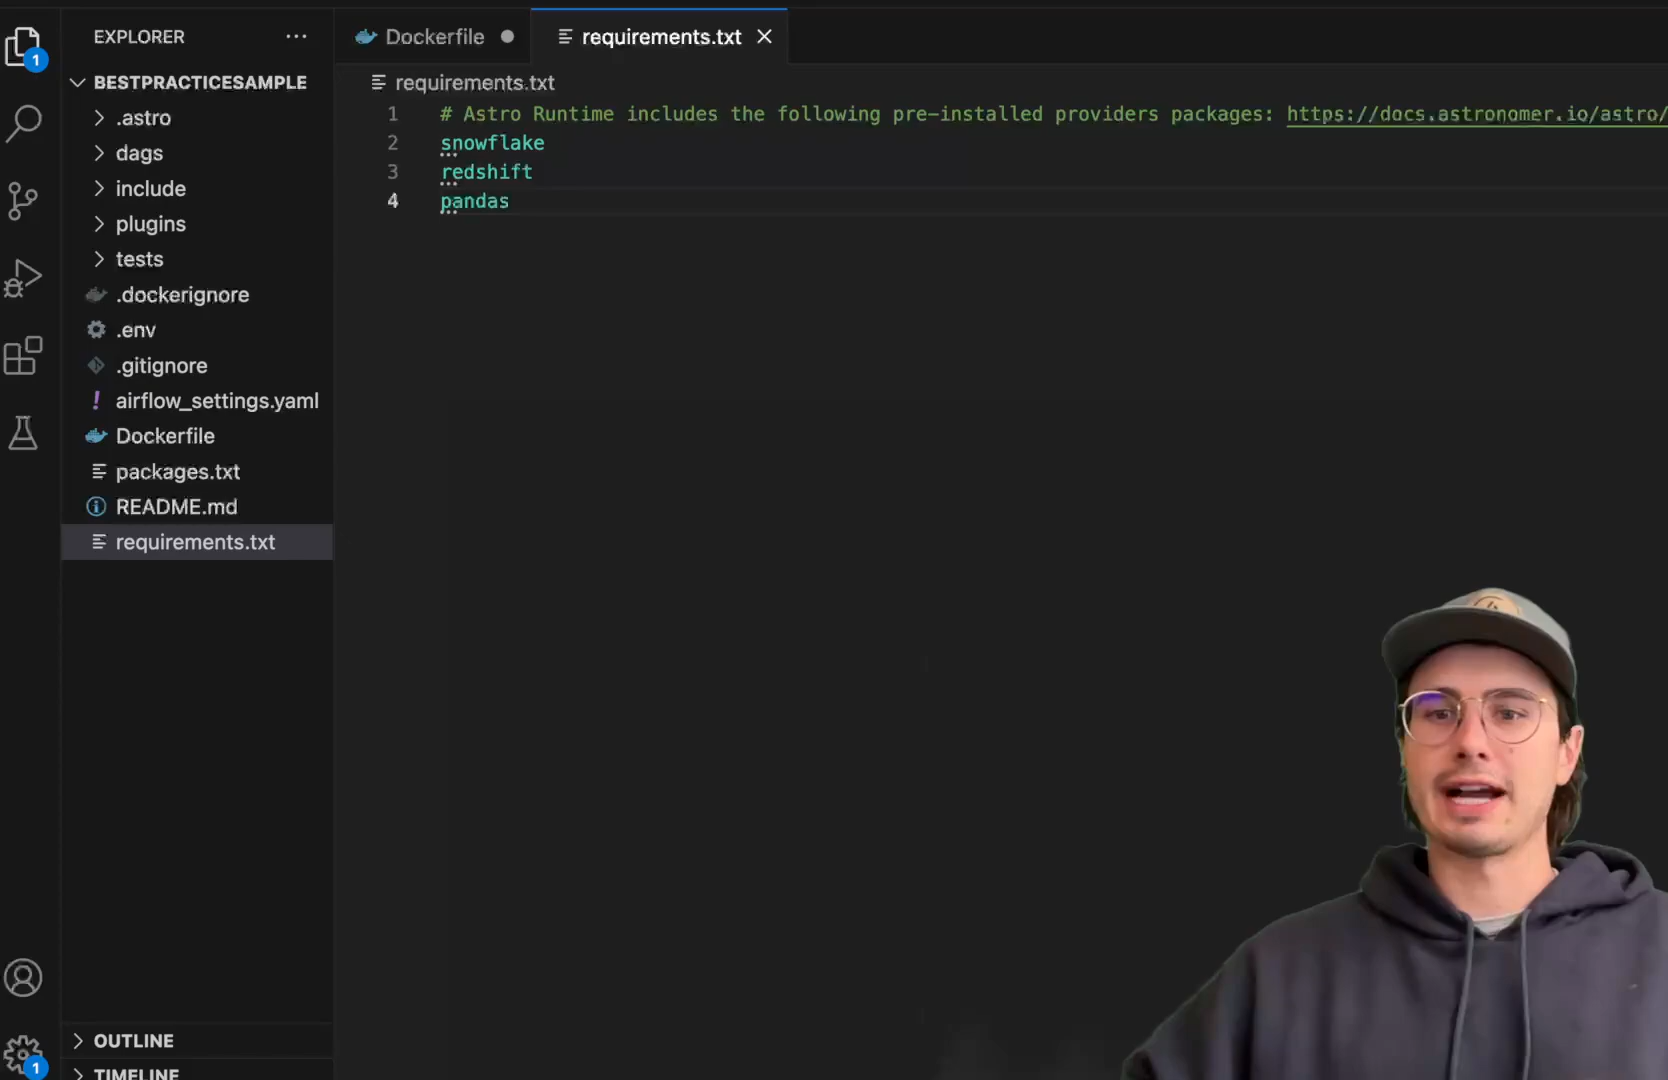 EXPLORER
BESTPRACTICESAMPLE
.astro
dags
include
plugins
tests
.dockerignore
.env
.gitignore
airflow_settings.yaml
Dockerfile
packages.txt
README.md
requirements.txt
OUTLINE
TIMELINE
1
1
Dockerfile
requirements.txt
requirements.txt
1 # Astro Runtime includes the following pre-installed providers packages: https://docs.astronomer.io/astro/
2 snowflake
3 redshift
4 pandas